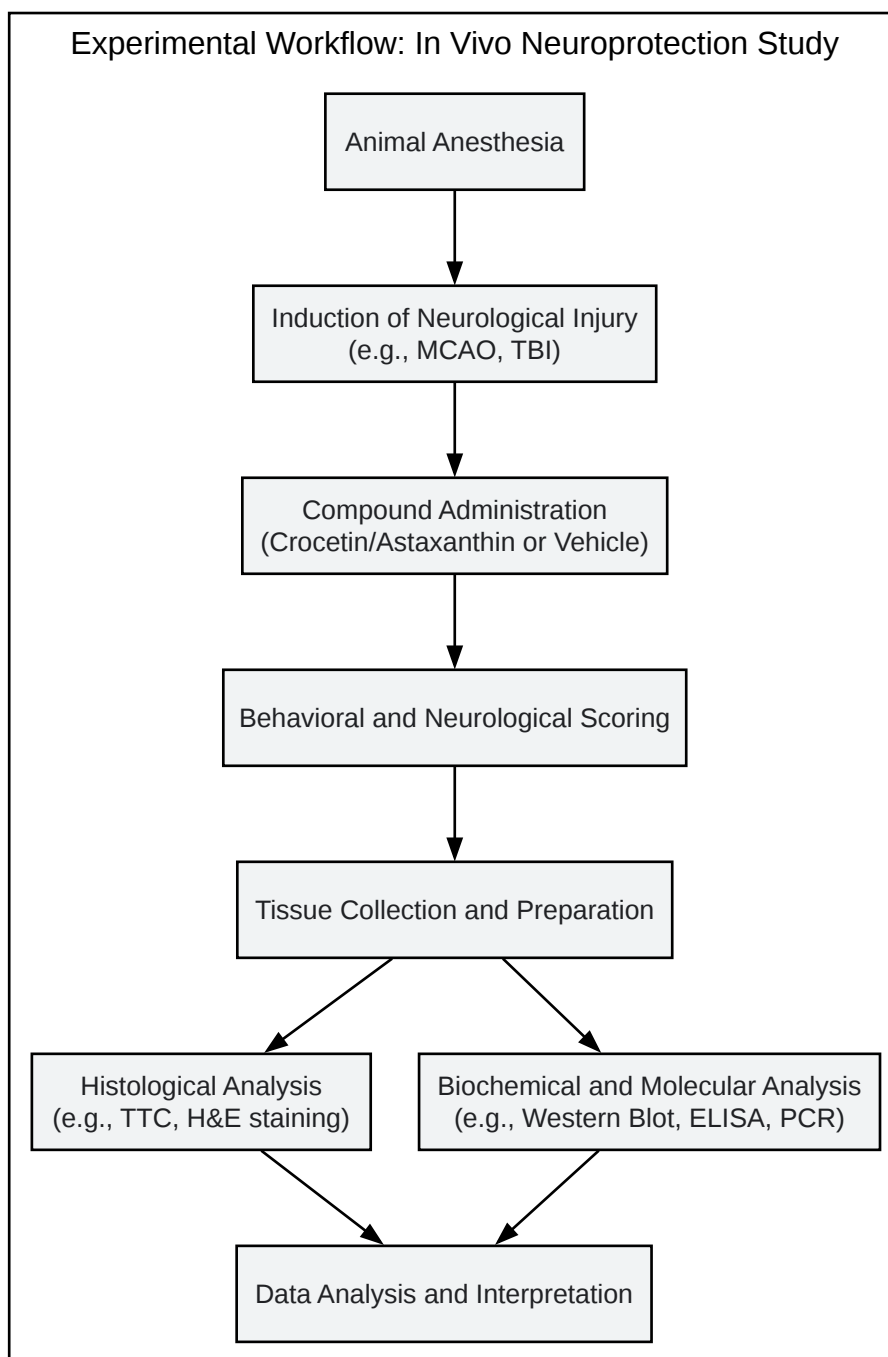 Experimental Workflow: In Vivo Neuroprotection Study
Animal Anesthesia
Induction of Neurological Injury
(e.g., MCAO, TBI)
Compound Administration
(Crocetin/Astaxanthin or Vehicle)
Behavioral and Neurological Scoring
Tissue Collection and Preparation
Histological Analysis
(e.g., TTC, H&E staining)
Biochemical and Molecular Analysis
(e.g., Western Blot, ELISA, PCR)
Data Analysis and Interpretation